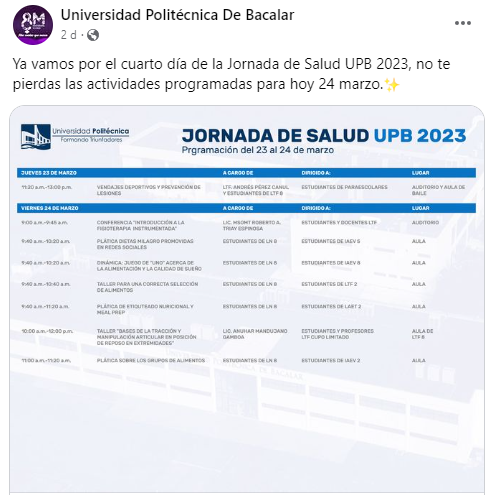 Universidad Politécnica De Bacalar
2 d ·
Ya vamos por el cuarto día de la Jornada de Salud UPB 2023, no te
pierdas las actividades programadas para hoy 24 marzo.✨
8M
Universidad Politécnica
Formando Triunfadores
JORNADA DE SALUD UPB 2023
Prgramación del 23 al 24 de marzo
JUEVES 23 DE MARZO A CARGO DE DIRIGIDO A: LUGAR
11:20 a.m.-13:00 p.m. VENDAJES DEPORTIVOS Y PREVENCIÓN DE LESIONES LTF. ANDRÉS PÉREZ CANUL Y ESTUDIANTES DE LTF 8 ESTUDIANTES DE PARAESCOLARES AUDITORIO Y AULA DE BAILE
VIERNES 24 DE MARZO A CARGO DE DIRIGIDO A: LUGAR
9:00 a.m.-9:45 a.m. CONFERENCIA "INTRODUCCIÓN A LA FISIOTERAPIA INSTRUMENTADA" ROBERTO A. ESPINOSA ESTUDIANTES Y DOCENTES LTF AUDITORIO
9:40 a.m.-10:20 a.m. PLÁTICA DIETAS MILAGRO PROMOVIDAS EN REDES SOCIALES ESTUDIANTES DE LN 8 ESTUDIANTES DE IAEV 5 AULA
9:40 a.m.-10:20 a.m. DINÁMICA: JUEGO DE "UNO" ACERCA DE LA ALIMENTACIÓN Y LA CALIDAD DE SUEÑO ESTUDIANTES DE LN 8 ESTUDIANTES DE IAEV 8 AULA
9:40 a.m.-10:40 a.m. TALLER PARA UNA CORRECTA SELECCIÓN DE ALIMENTOS ESTUDIANTES DE LN 8 ESTUDIANTES DE LTF 2 AULA
9:40 a.m.-11:20 a.m. PLÁTICA DE ETIQUETADO NURICIONAL Y MEAL PREP ESTUDIANTES DE LN 8 ESTUDIANTES DE LAET 2 AULA
10:00 a.m.-12:00 p.m. TALLER "BASES DE LA TRACCIÓN Y MANIPULACIÓN ARTICULAR EN POSICIÓN DE REPOSO EN EXTREMIDADES" LIC. MANDUJANO GAMBOA ESTUDIANTES Y PROFESORES LTF CUPO LIMITADO AULA DE LTF 8
11:00 a.m.-11:20 a.m. PLÁTICA SOBRE LOS GRUPOS DE ALIMENTOS ESTUDIANTES DE LN 8 ESTUDIANTES DE IAEV 2 AULA